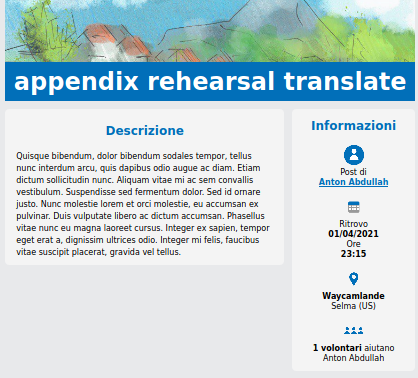 appendix rehearsal translate
Descrizione
Quisque bibendum, dolor bibendum sodales tempor, tellus
nunc interdum arcu, quis dapibus odio augue ac diam. Etiam
dictum sollicitudin nunc. Aliquam vitae mi ac sem convallis
vestibulum. Suspendisse sed fermentum dolor. Sed id ornare
justo. Nunc molestie lorem et orci molestie, eu accumsan ex
pulvinar. Duis vulputate libero ac dictum accumsan. Phasellus
vitae nunc eu magna laoreet cursus. Integer ex sapien, tempor
eget erat a, dignissim ultrices odio. Integer mi felis, faucibus
vitae suscipit placerat, gravida vel tellus.
Informazioni
Post di
Anton Abdullah
Ritrovo
01/04/2021
Ore
23:15
Waycamlande
Selma (US)
1 volontari aiutano
Anton Abdullah